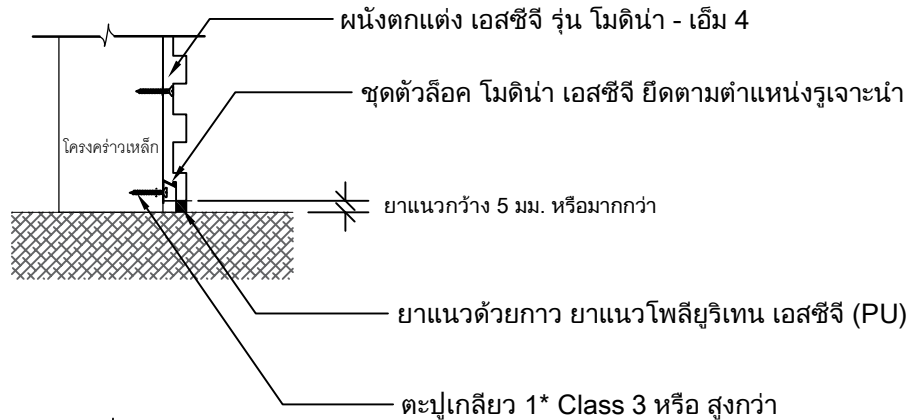 ผนังตกแต่ง เอสซีจี รุ่น โมดิน่า - เอ็ม 4
ชุดตัวล็อค โมดิน่า เอสซีจี ยึดตามตำแหน่งรูเจาะนำ
โครงคร่าวเหล็ก
ยาแนวกว้าง 5 มม. หรือมากกว่า
ยาแนวด้วยกาว ยาแนวโพลียูริเทน เอสซีจี (PU)
ตะปูเกลียว 1* Class 3 หรือ สูงกว่า